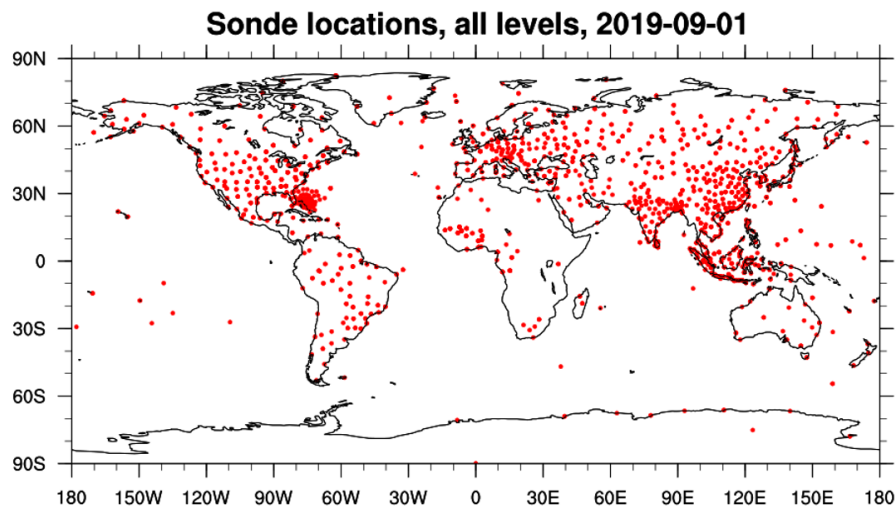 Sonde locations, all levels, 2019-09-01
90N
60N
30N
0
30S
60S
90S
180 150W 120W 90W 60W 30W 0 30E 60E 90E 120E 150E 180